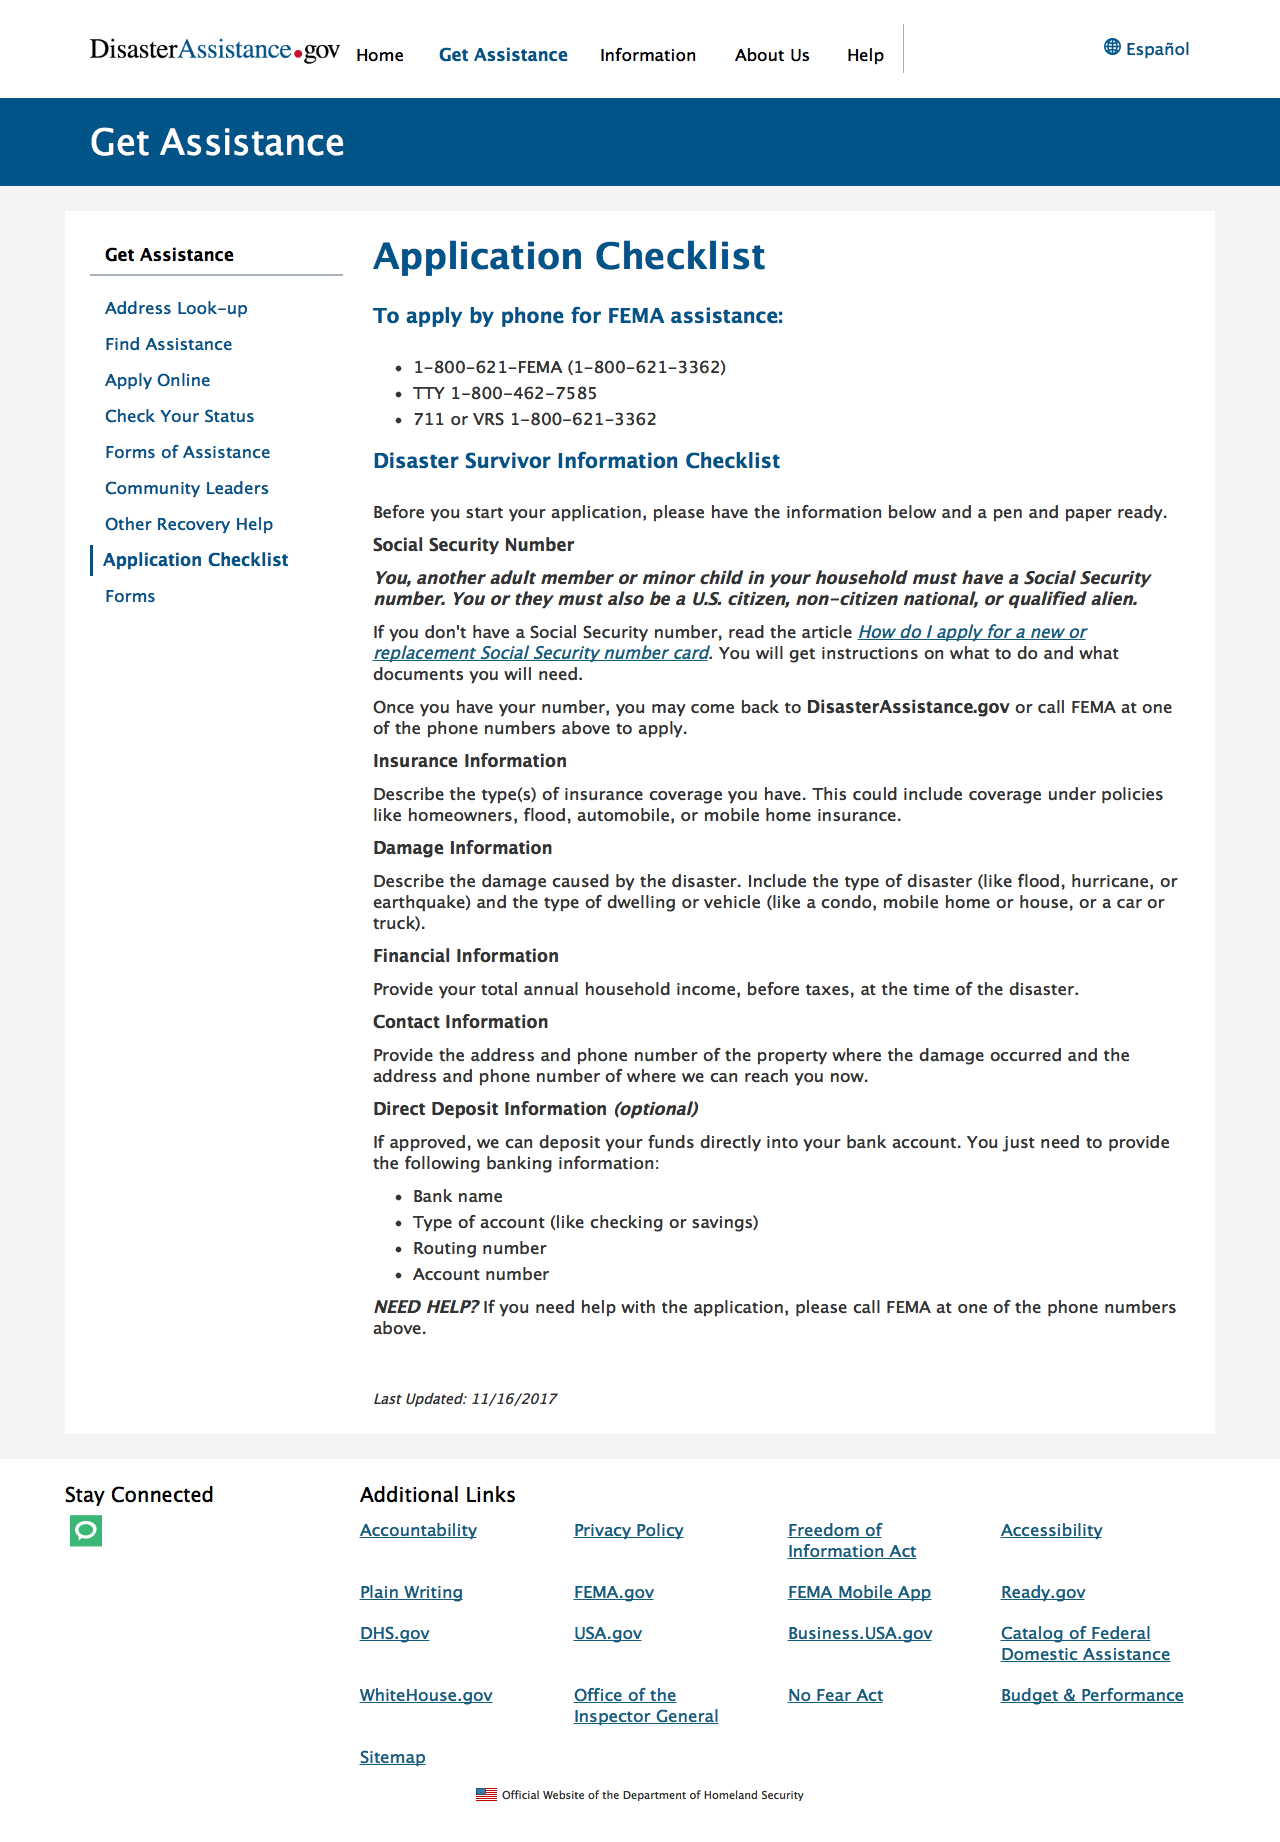 DisasterAssistance.gov
Home
Get Assistance
Information
About Us
Help
Español
Get Assistance
Get Assistance
Address Look-up
Find Assistance
Apply Online
Check Your Status
Forms of Assistance
Community Leaders
Other Recovery Help
Application Checklist
Forms
Application Checklist
To apply by phone for FEMA assistance:
• 1-800-621-FEMA (1-800-621-3362)
• TTY 1-800-462-7585
• 711 or VRS 1-800-621-3362
Disaster Survivor Information Checklist
Before you start your application, please have the information below and a pen and paper ready.
Social Security Number
You, another adult member or minor child in your household must have a Social Security
number. You or they must also be a U.S. citizen, non-citizen national, or qualified alien.
If you don't have a Social Security number, read the article How do I apply for a new or
replacement Social Security number card. You will get instructions on what to do and what
documents you will need.
Once you have your number, you may come back to DisasterAssistance.gov or call FEMA at one
of the phone numbers above to apply.
Insurance Information
Describe the type(s) of insurance coverage you have. This could include coverage under policies
like homeowners, flood, automobile, or mobile home insurance.
Damage Information
Describe the damage caused by the disaster. Include the type of disaster (like flood, hurricane, or
earthquake) and the type of dwelling or vehicle (like a condo, mobile home or house, or a car or
truck).
Financial Information
Provide your total annual household income, before taxes, at the time of the disaster.
Contact Information
Provide the address and phone number of the property where the damage occurred and the
address and phone number of where we can reach you now.
Direct Deposit Information (optional)
If approved, we can deposit your funds directly into your bank account. You just need to provide
the following banking information:
• Bank name
• Type of account (like checking or savings)
• Routing number
• Account number
NEED HELP? If you need help with the application, please call FEMA at one of the phone numbers
above.
Last Updated: 11/16/2017
Stay Connected
Additional Links
Accountability
Privacy Policy
Freedom of
Information Act
Accessibility
Plain Writing
FEMA.gov
FEMA Mobile App
Ready.gov
DHS.gov
USA.gov
Business.USA.gov
Catalog of Federal
Domestic Assistance
WhiteHouse.gov
Office of the
Inspector General
No Fear Act
Budget & Performance
Sitemap
Official Website of the Department of Homeland Security